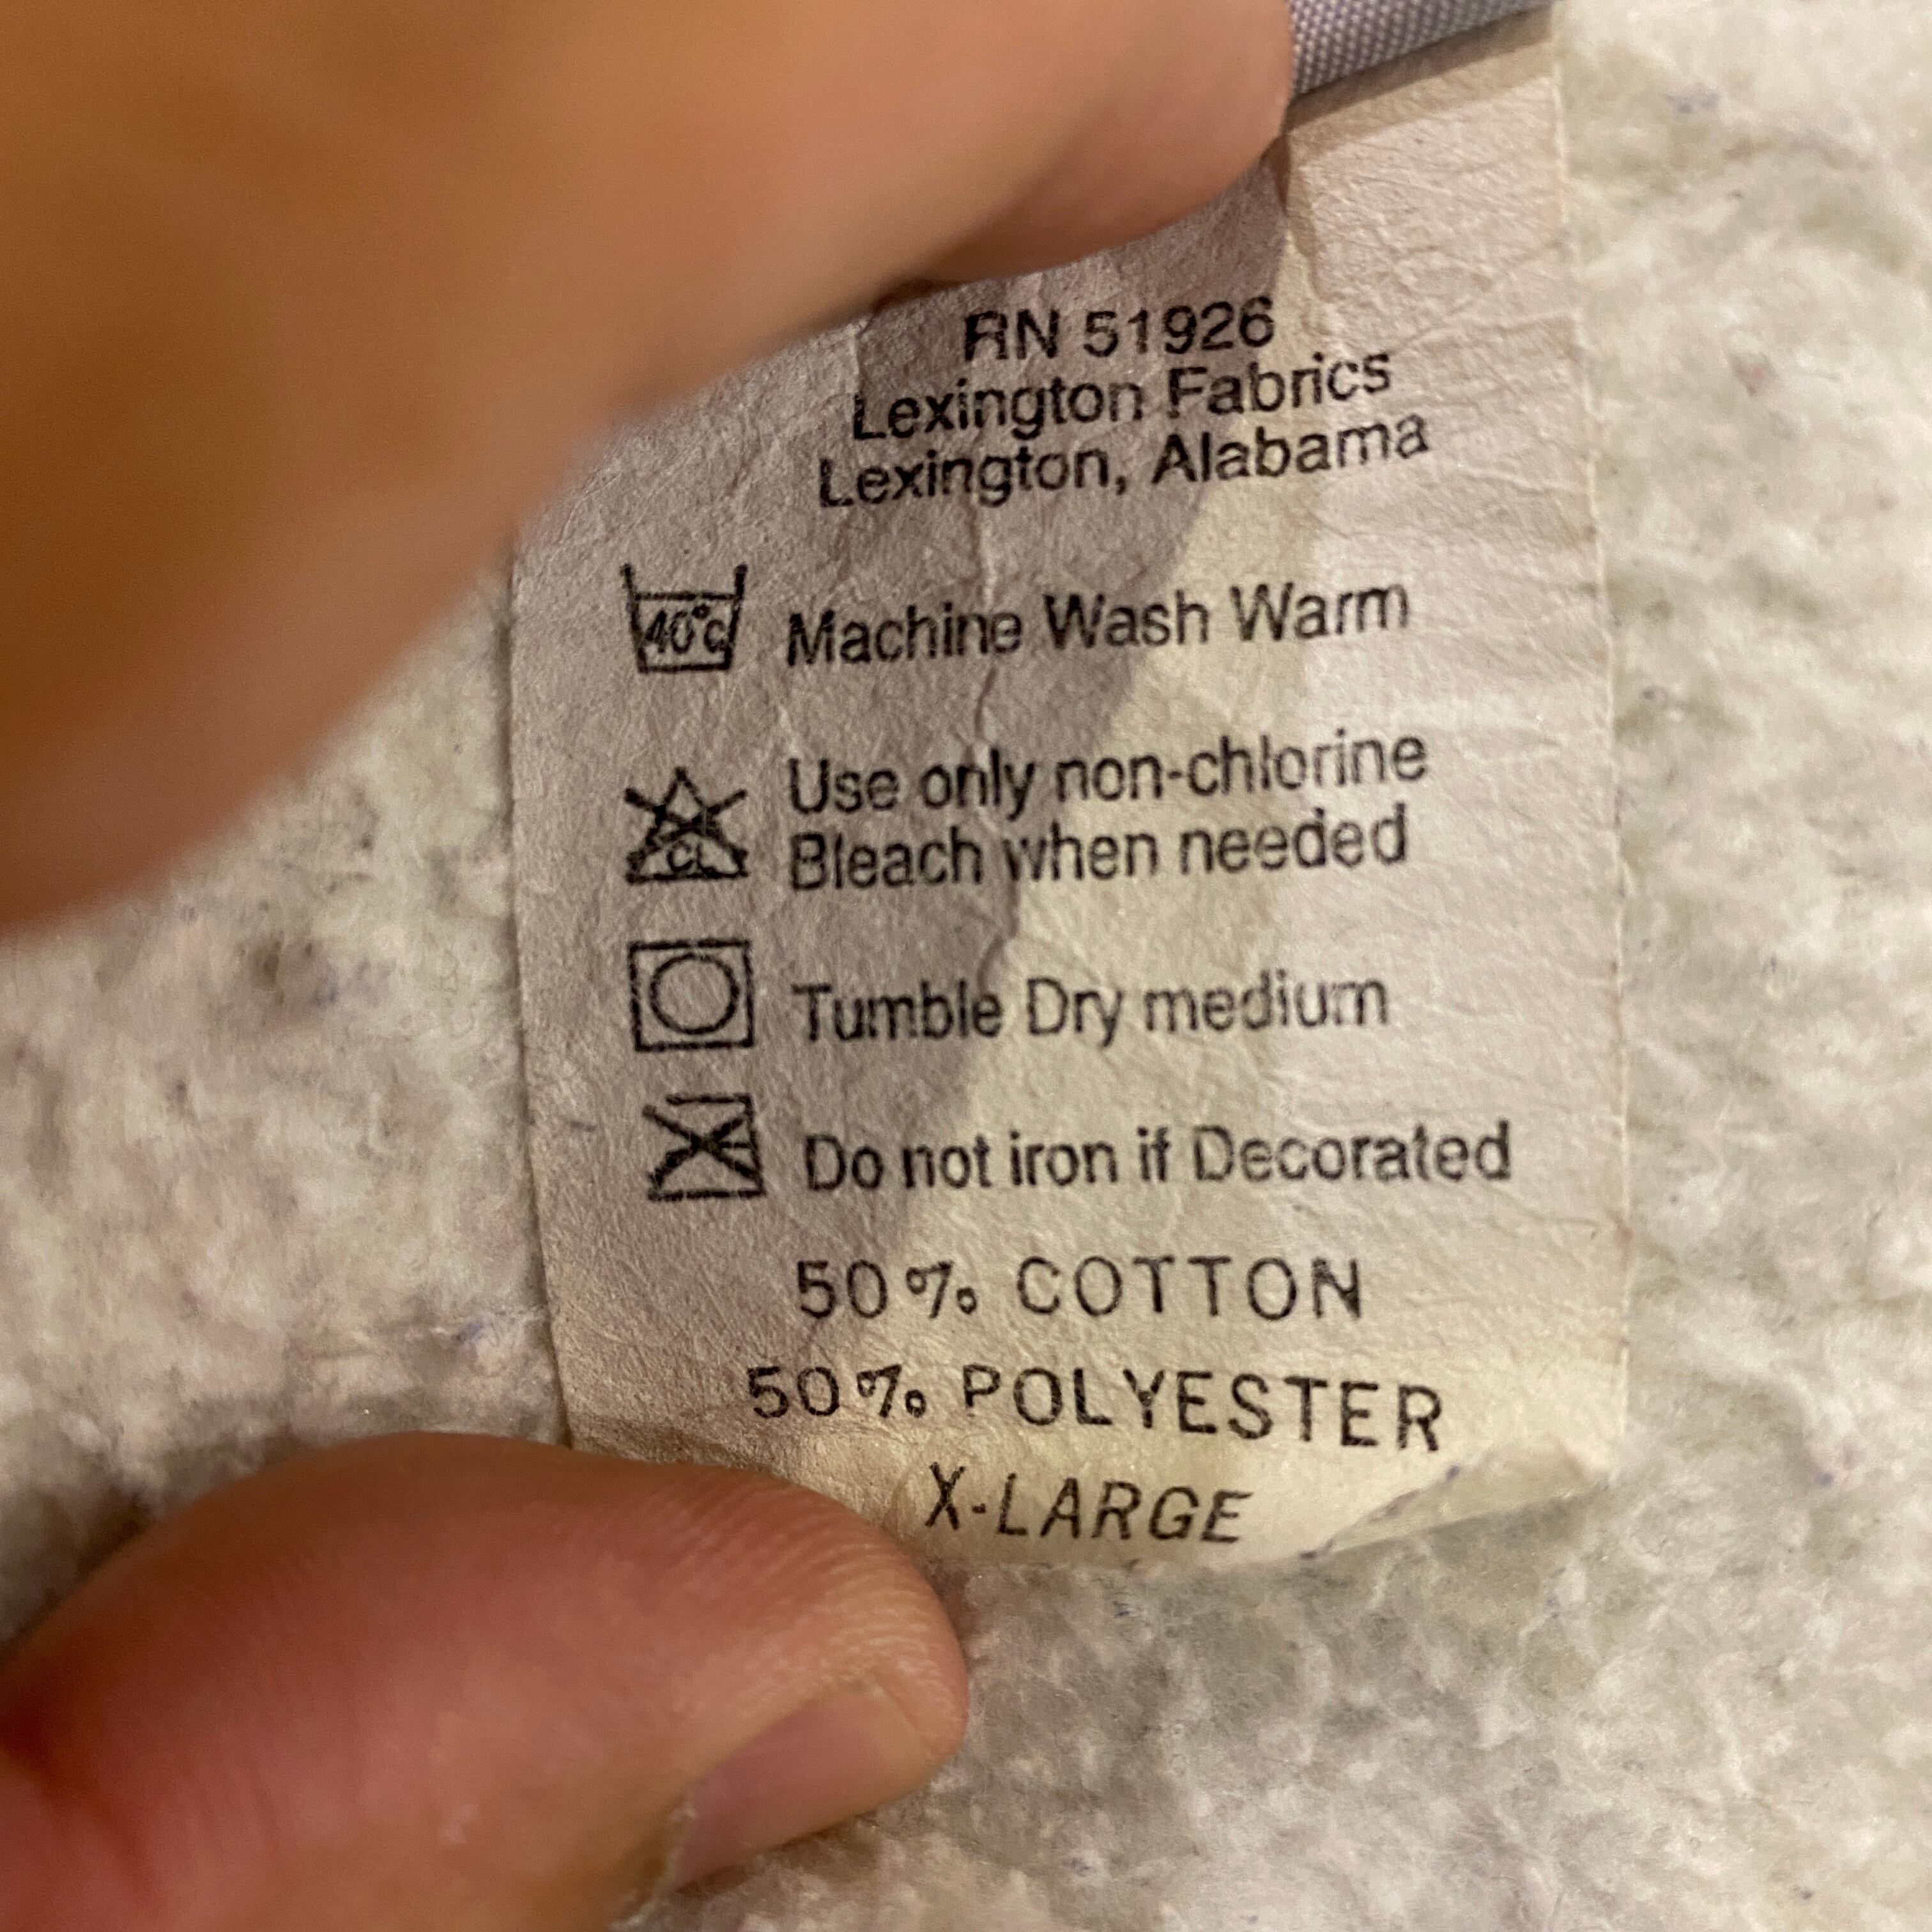 RN 51926
Lexington Fabrics
Lexington, Alabama
40°C Machine Wash Warm
Use only non-chlorine
CL Bleach when needed
Tumble Dry medium
Do not iron if Decorated
50% COTTON
50% POLYESTER
X-LARGE